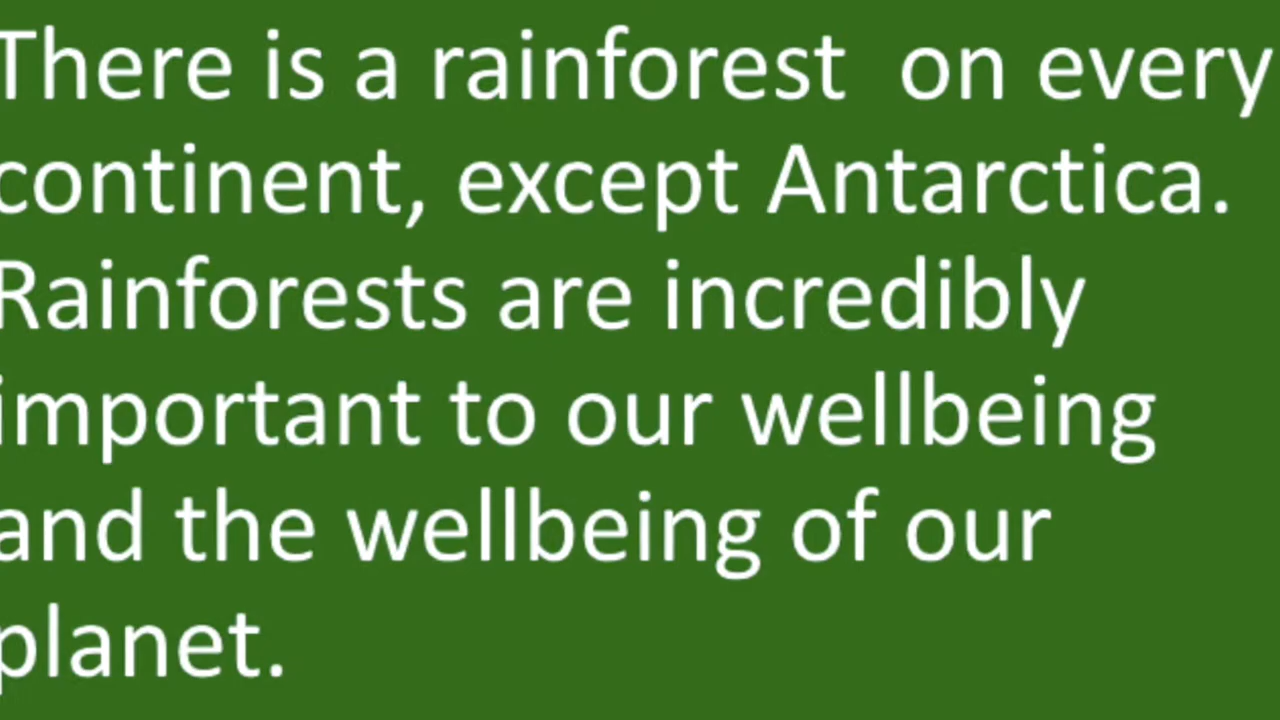 There is a rainforest  on every
continent, except Antarctica.
Rainforests are incredibly
important to our wellbeing
and the wellbeing of our
planet.